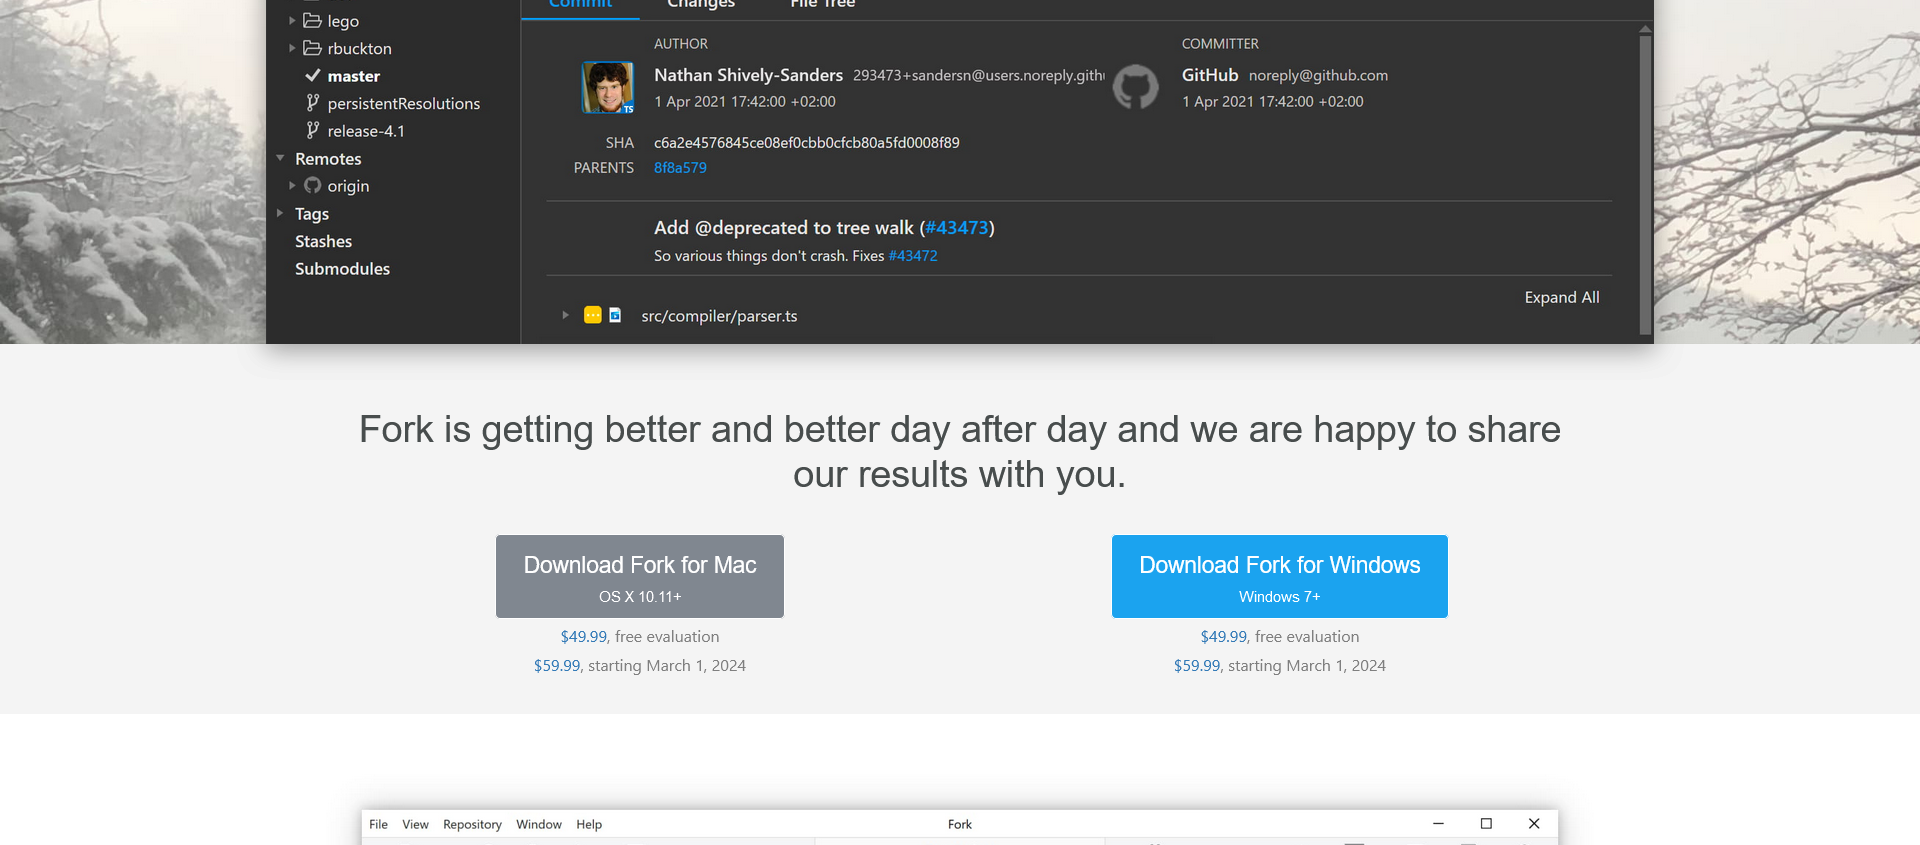 Commit Changes File Tree
lego
rbuckton
master
persistentResolutions
release-4.1
Remotes
origin
Tags
Stashes
Submodules
AUTHOR
Nathan Shively-Sanders 293473+sandersn@users.noreply.gith
1 Apr 2021 17:42:00 +02:00
COMMITTER
GitHub noreply@github.com
1 Apr 2021 17:42:00 +02:00
TS
SHA c6a2e4576845ce08ef0cbb0cfcb80a5fd0008f89
PARENTS 8f8a579
Add @deprecated to tree walk (#43473)
So various things don't crash. Fixes #43472
Expand All
src/compiler/parser.ts
Fork is getting better and better day after day and we are happy to share
our results with you.
Download Fork for Mac
OS X 10.11+
$49.99, free evaluation
$59.99, starting March 1, 2024
Download Fork for Windows
Windows 7+
$49.99, free evaluation
$59.99, starting March 1, 2024
File View Repository Window Help Fork